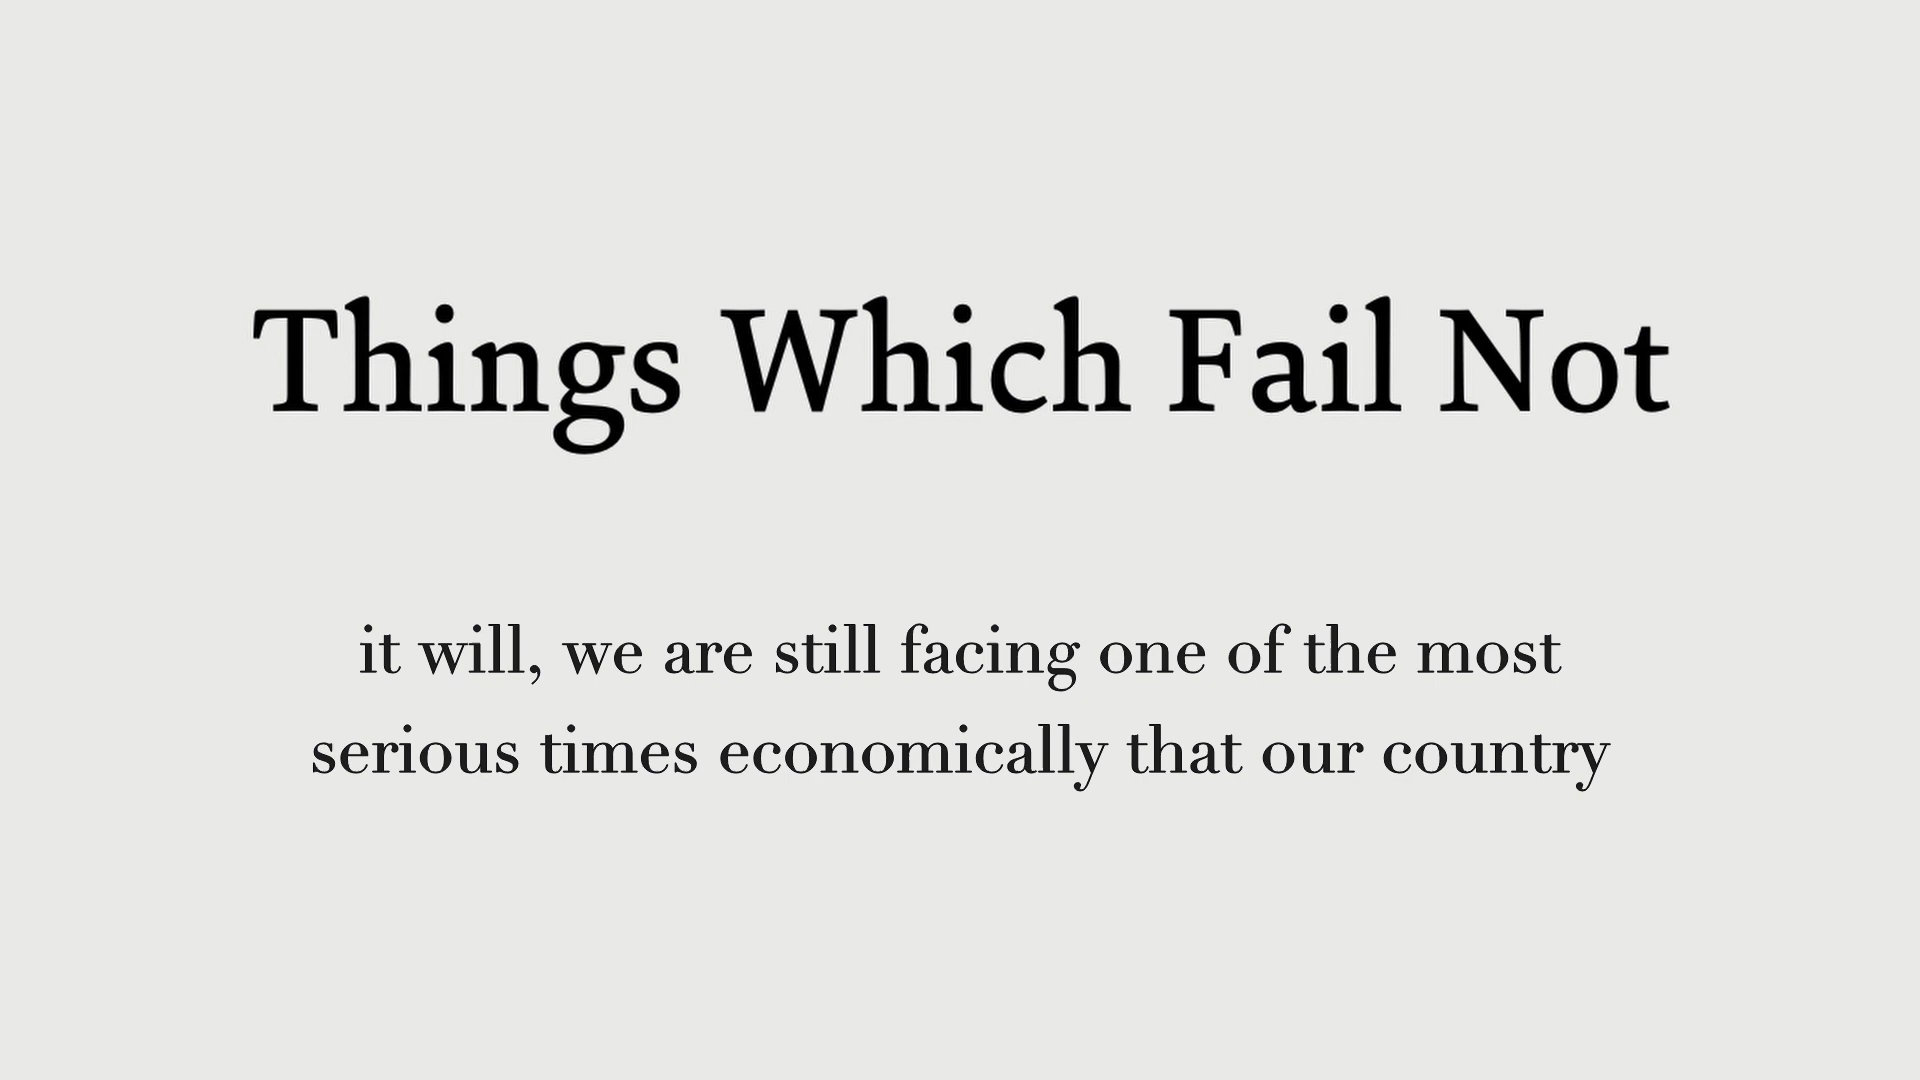 Things Which Fail Not
it will, we are still facing one of the most
serious times economically that our country